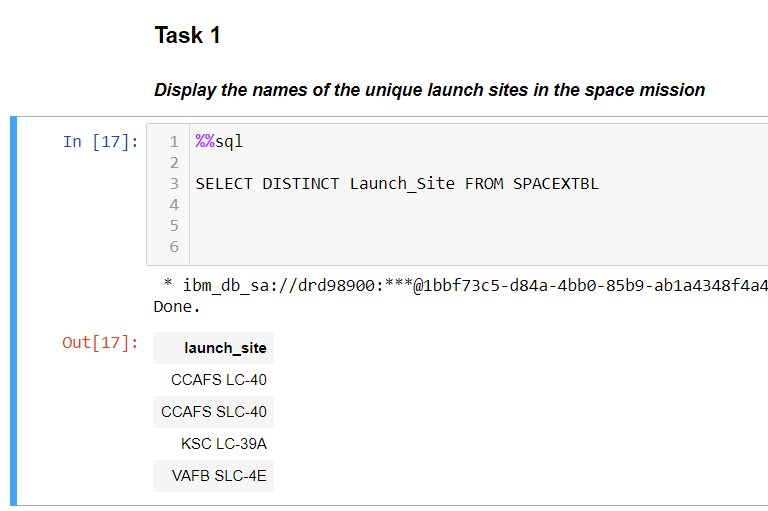 Task 1
Display the names of the unique launch sites in the space mission
In [17]:
1 %%sql
2
3 SELECT DISTINCT Launch_Site FROM SPACEXTBL
4
5
6
* ibm_db_sa://drd98900:***@1bbf73c5-d84a-4bb0-85b9-ab1a4348f4a4
Done.
Out[17]:
launch_site
CCAFS LC-40
CCAFS SLC-40
KSC LC-39A
VAFB SLC-4E